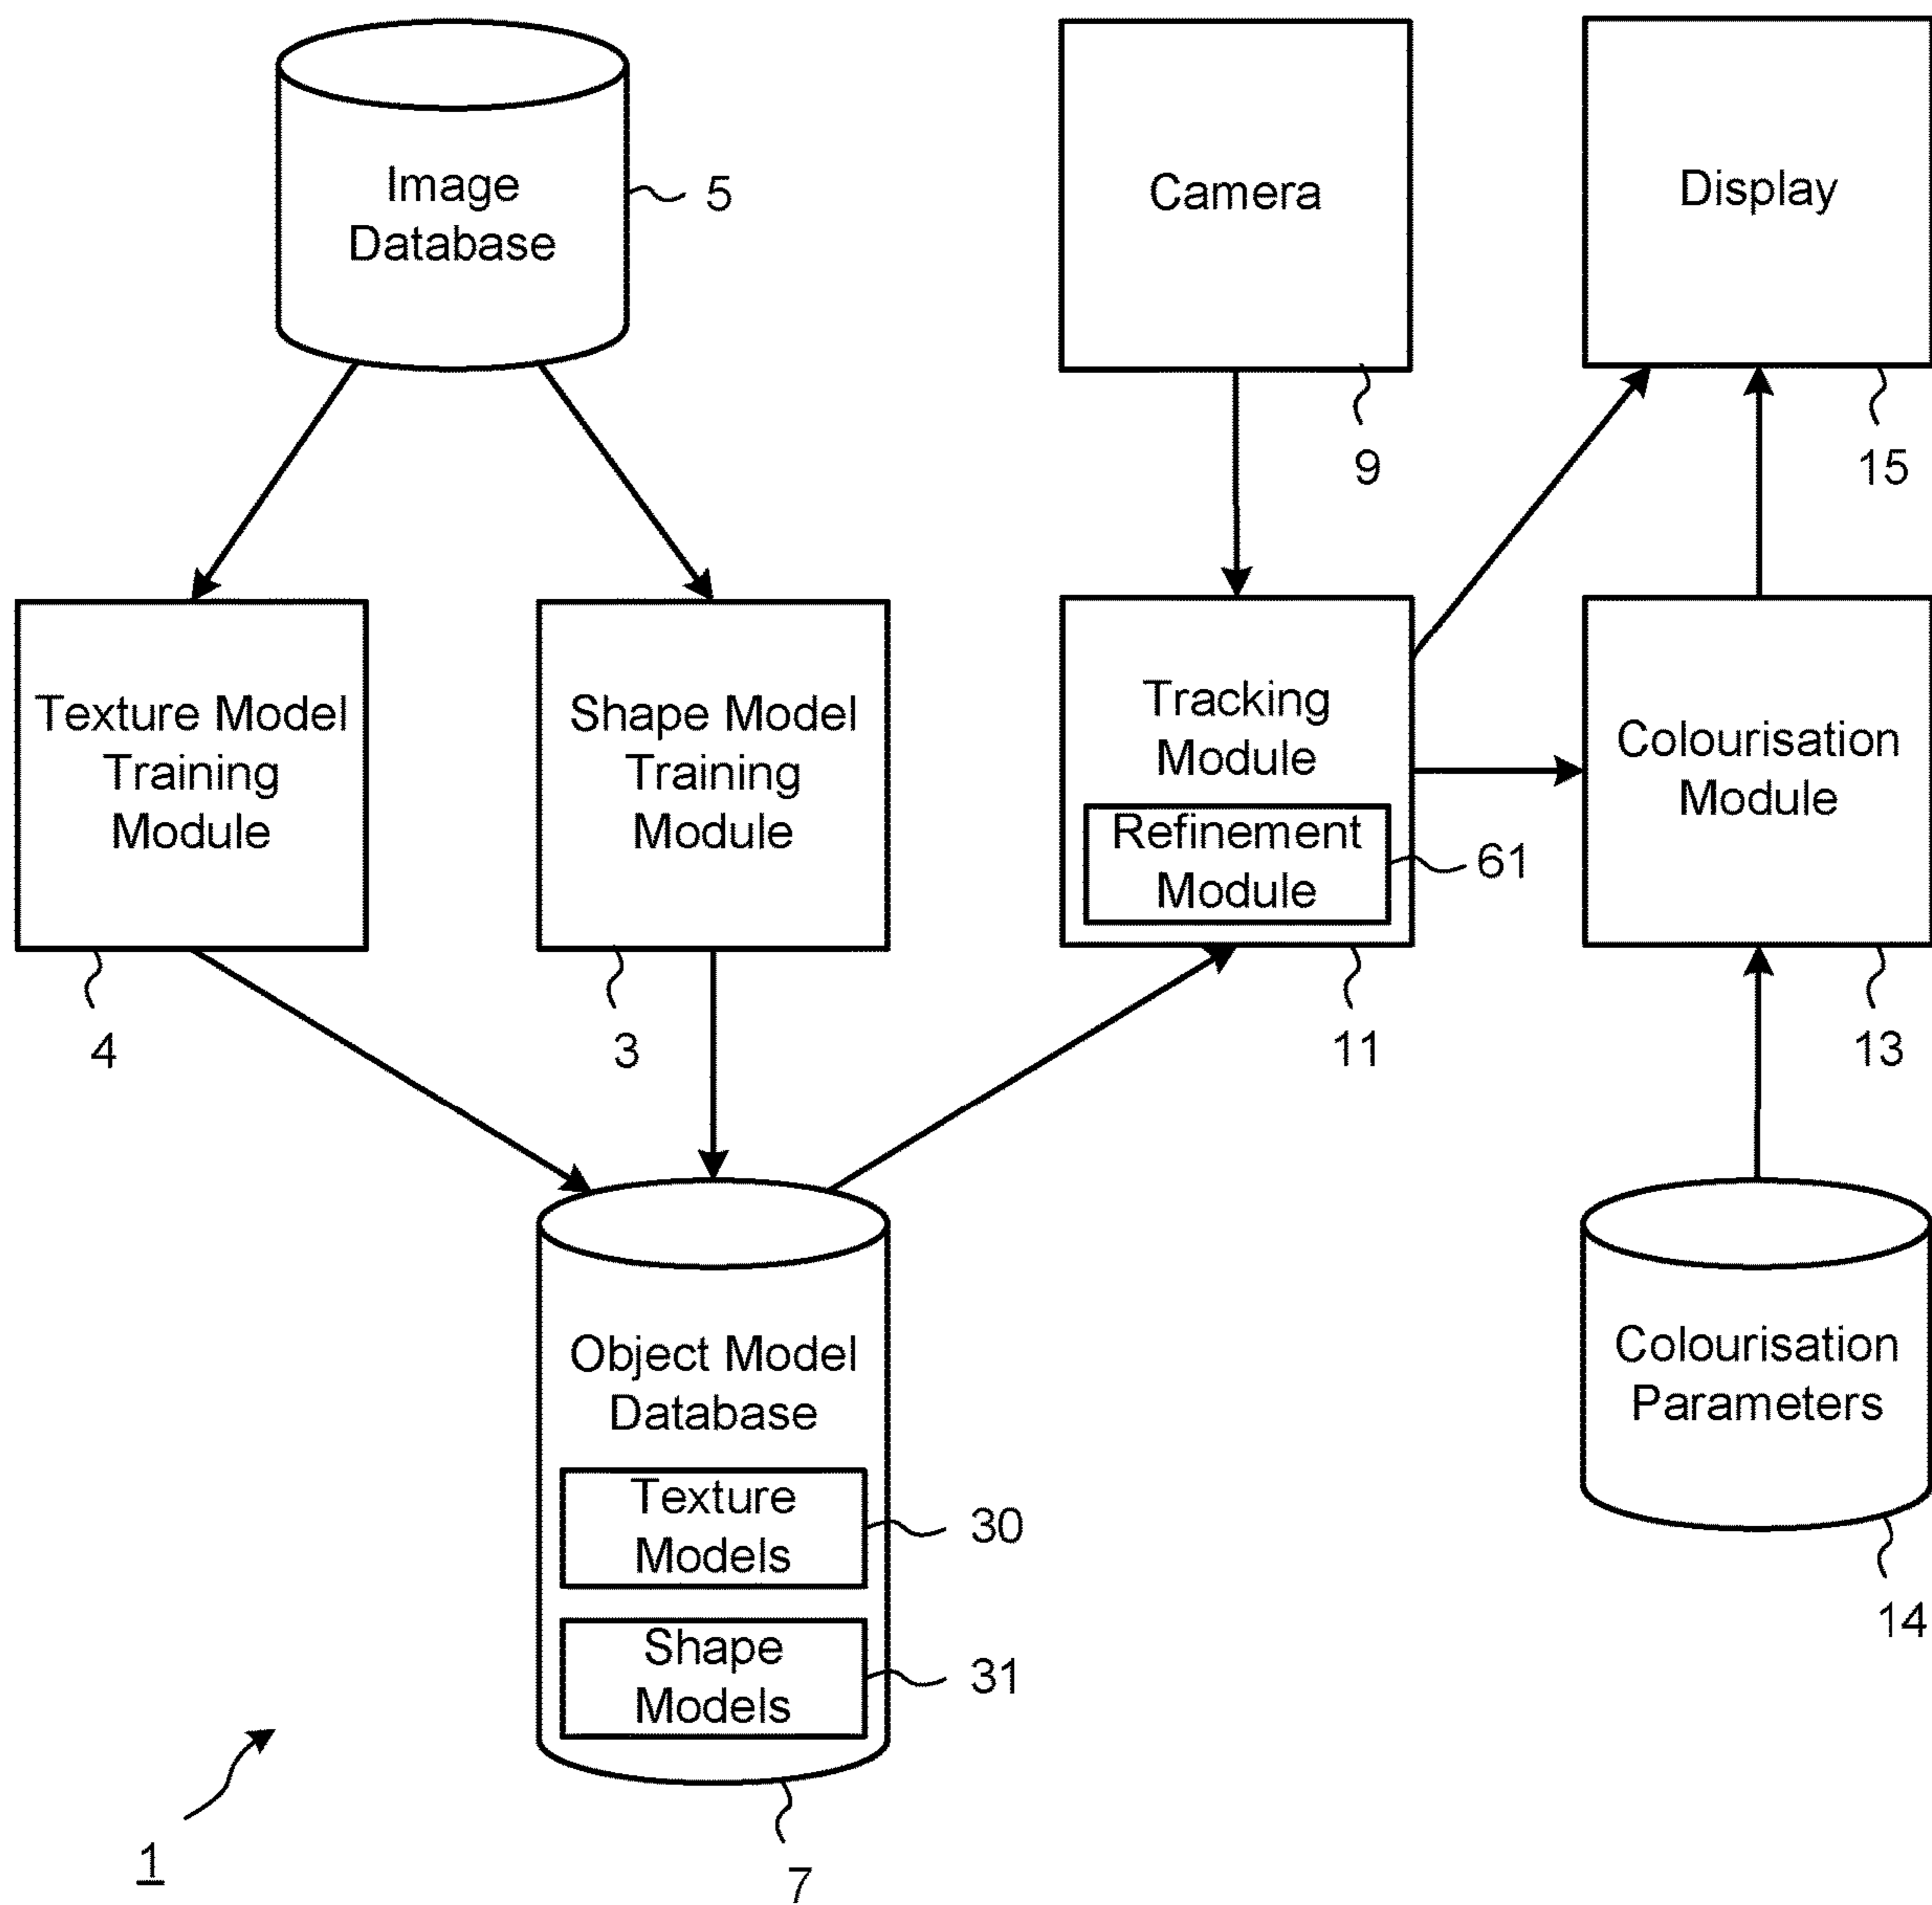 Image
Database
5
Camera
9
Display
15
Texture Model
Training
Module
4
Shape Model
Training
Module
3
Tracking
Module
Refinement
Module
61
11
Colourisation
Module
13
Object Model
Database
Texture
Models
30
Shape
Models
31
7
Colourisation
Parameters
14
1